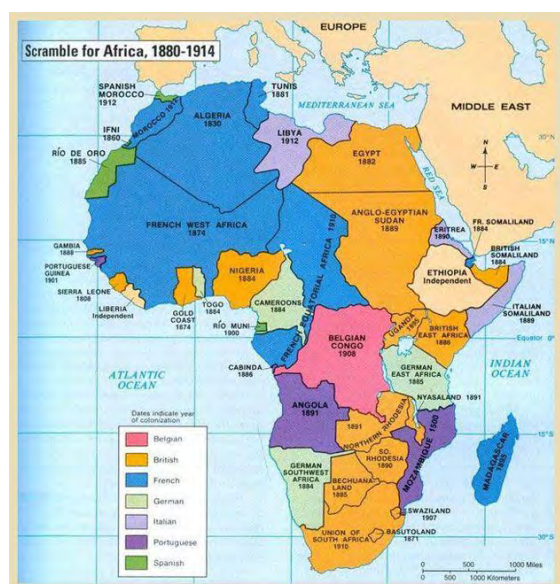 Scramble for Africa, 1880-1914
EUROPE
MIDDLE EAST
MEDITERRANEAN SEA
SPANISH
MOROCCO
1912
TUNIS
1881
ALGERIA
1830
MOROCCO 1912
IFNI
1860
RÍO DE ORO
1885
LIBYA
1912
EGYPT
1882
RED SEA
30°N
N
W
E
S
FRENCH WEST AFRICA
1874
ANGLO-EGYPTIAN
SUDAN
1889
ERITREA
1890
FR. SOMALILAND
1884
15°N
GAMBIA
1888
PORTUGUESE
GUINEA
1901
SIERRA LEONE
1808
LIBERIA
Independent
GOLD
COAST
1874
TOGO
1884
NIGERIA
1884
CAMEROONS
1884
RÍO MUNI
1900
FRENCH EQUATORIAL AFRICA 1910
BRITISH
SOMALILAND
1884
ETHIOPIA
Independent
ITALIAN
SOMALILAND
1889
UGANDA
1895
BRITISH
EAST AFRICA
1886
Equator
0°
BELGIAN
CONGO
1908
CABINDA
1886
GERMAN
EAST AFRICA
1885
INDIAN
OCEAN
ATLANTIC
OCEAN
ANGOLA
1891
NYASALAND 1891
1891
NORTHERN RHODESIA
MOZAMBIQUE 1500
15°S
MADAGASCAR
1895
SO.
RHODESIA
1890
GERMAN
SOUTHWEST
AFRICA
1884
BECHUANA-
LAND
1885
SWAZILAND
1907
BASUTOLAND
1871
UNION OF
SOUTH AFRICA
1910
30°S
Dates indicate year
of colonization
Belgian
British
French
German
Italian
Portuguese
Spanish
0
500
1000 Miles
0
500
1000 Kilometers